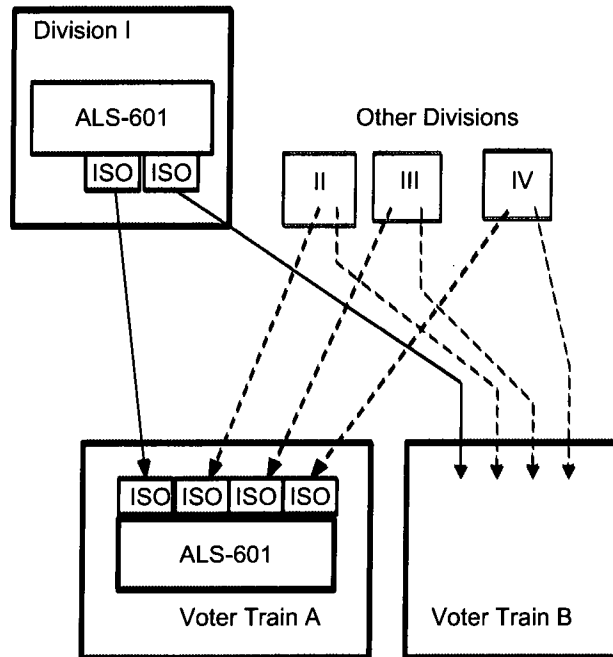 Division I
ALS-601
ISO ISO
Other Divisions
II III IV
ISO ISO ISO ISO
ALS-601
Voter Train A
Voter Train B